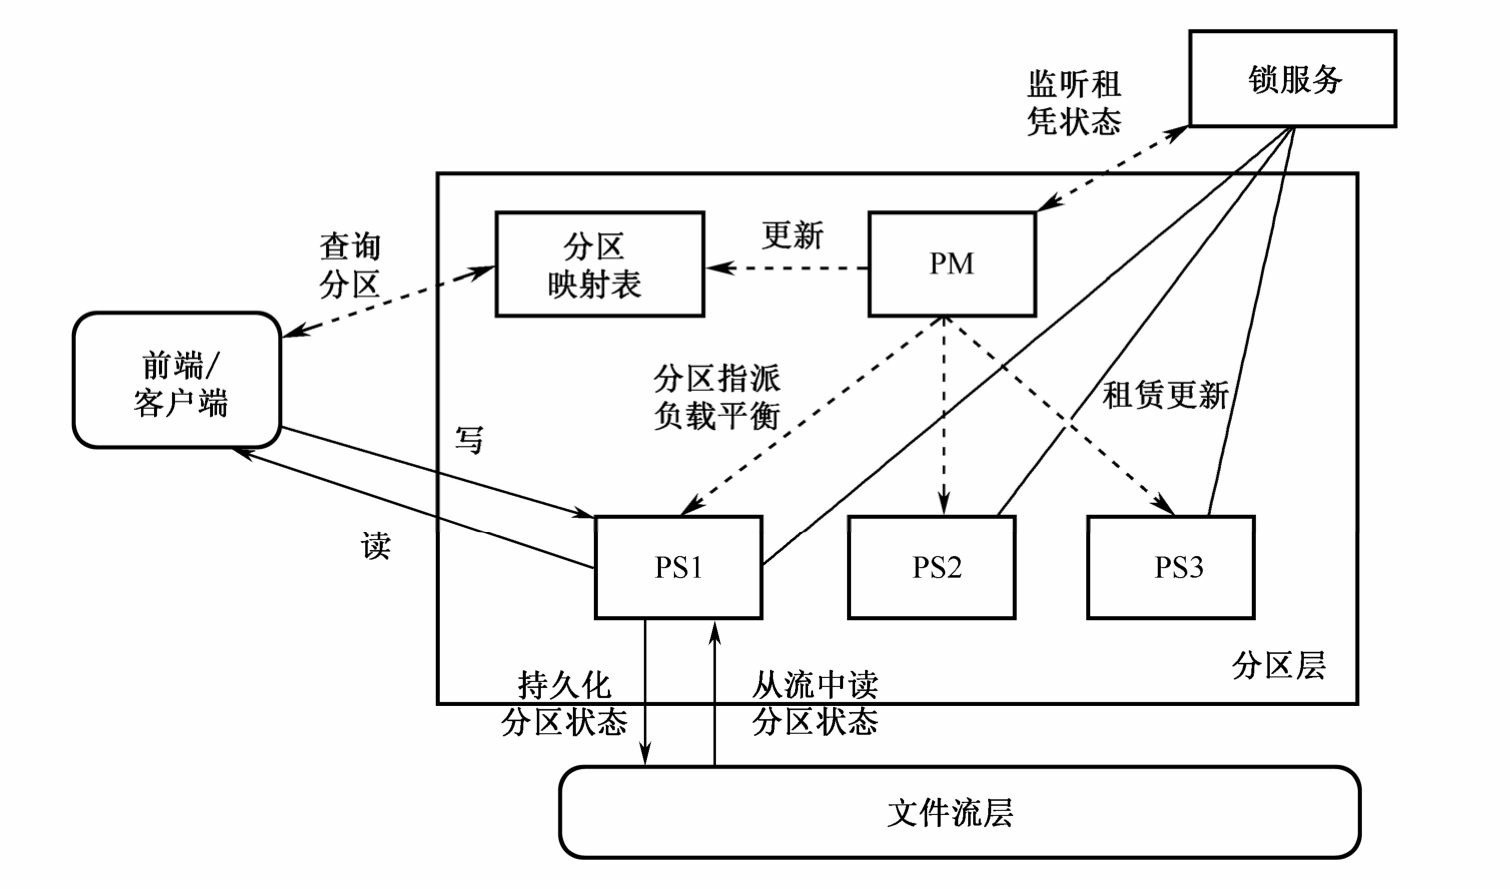 锁服务
监听租
凭状态
查询
分区
分区
映射表
更新
PM
前端/
客户端
分区指派
负载平衡
租赁更新
写
读
PS1
PS2
PS3
分区层
持久化
分区状态
从流中读
分区状态
文件流层